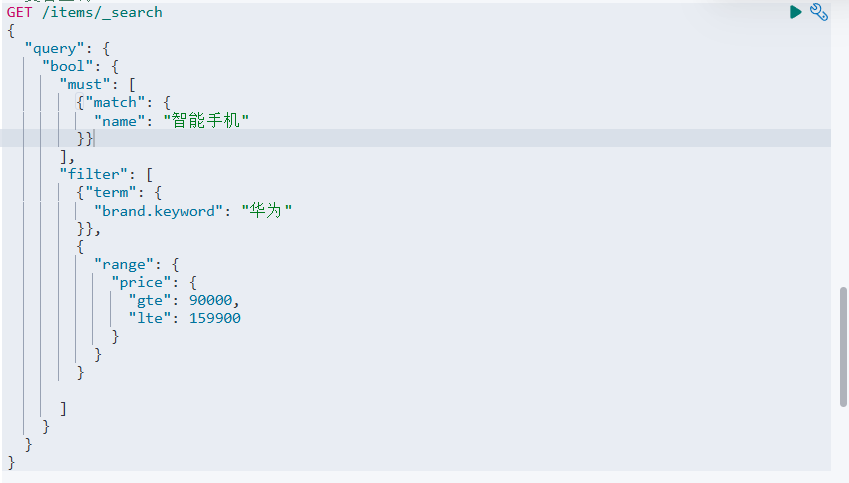 GET /items/_search
{
  "query": {
    "bool": {
      "must": [
        {"match": {
          "name": "智能手机"
        }}
      ],
      "filter": [
        {"term": {
          "brand.keyword": "华为"
        }},
        {
          "range": {
            "price": {
              "gte": 90000,
              "lte": 159900
            }
          }
        }

      ]
    }
  }
}